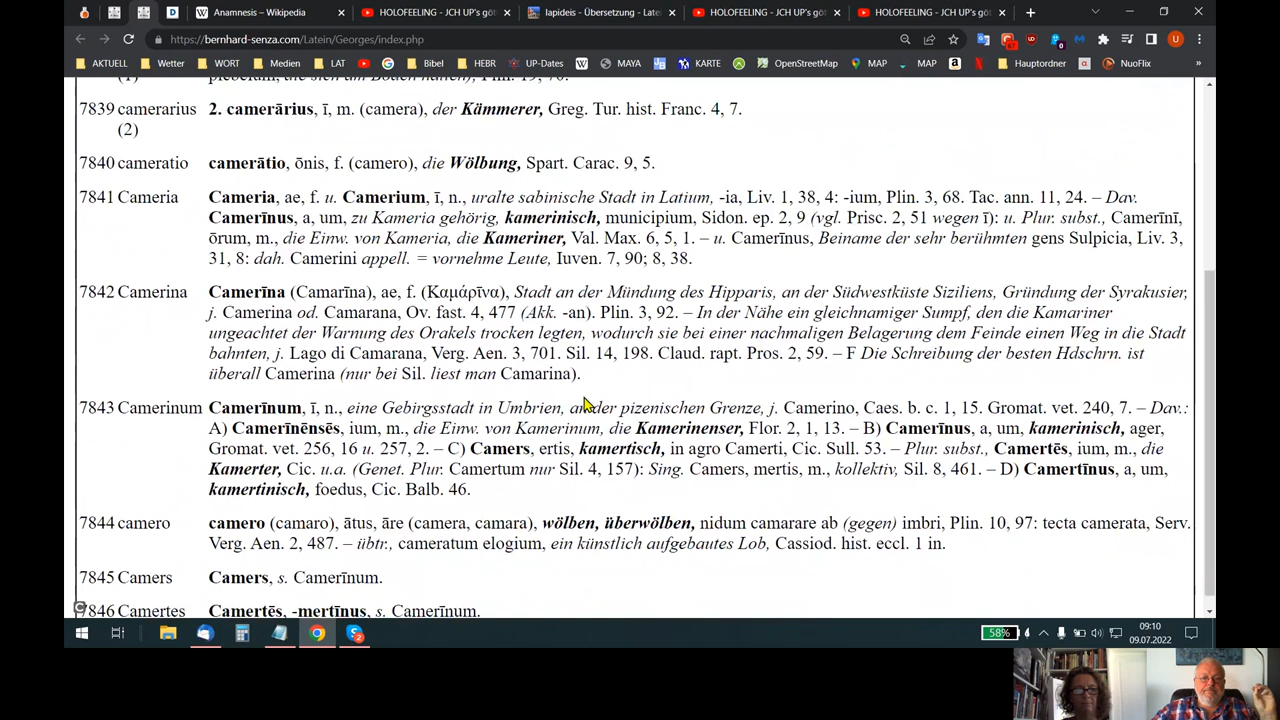 Anamnesis – Wikipedia
HOLOFEELING - JCH UP's göt
lapideis - Übersetzung - Late
HOLOFEELING - JCH UP's göt
HOLOFEELING - JCH UP's göt
https://bernhard-senza.com/Latein/Georges/index.php
AKTUELL Wetter WORT Medien LAT Bibel HEBR UP-Dates MAYA KARTE OpenStreetMap MAP MAP Hauptordner NuoFlix
(1)
7839 camerarius 2. camerārius, ī, m. (camera), der Kämmerer, Greg. Tur. hist. Franc. 4, 7.
(2)
7840 cameratio camerātio, ōnis, f. (camero), die Wölbung, Spart. Carac. 9, 5.
7841 Cameria Cameria, ae, f. u. Camerium, ī, n., uralte sabinische Stadt in Latium, -ia, Liv. 1, 38, 4: -ium, Plin. 3, 68. Tac. ann. 11, 24. – Dav.
Camerīnus, a, um, zu Kameria gehörig, kamerinisch, municipium, Sidon. ep. 2, 9 (vgl. Prisc. 2, 51 wegen ī): u. Plur. subst., Camerīnī,
ōrum, m., die Einw. von Kameria, die Kameriner, Val. Max. 6, 5, 1. – u. Camerīnus, Beiname der sehr berühmten gens Sulpicia, Liv. 3,
31, 8: dah. Camerini appell. = vornehme Leute, Iuven. 7, 90; 8, 38.
7842 Camerina Camerīna (Camarīna), ae, f. (Καμάρῑνα), Stadt an der Mündung des Hipparis, an der Südwestküste Siziliens, Gründung der Syrakusier,
j. Camerina od. Camarana, Ov. fast. 4, 477 (Akk. -an). Plin. 3, 92. – In der Nähe ein gleichnamiger Sumpf, den die Kamariner
ungeachtet der Warnung des Orakels trocken legten, wodurch sie bei einer nachmaligen Belagerung dem Feinde einen Weg in die Stadt
bahnten, j. Lago di Camarana, Verg. Aen. 3, 701. Sil. 14, 198. Claud. rapt. Pros. 2, 59. – F Die Schreibung der besten Hdschrn. ist
überall Camerina (nur bei Sil. liest man Camarina).
7843 Camerinum Camerīnum, ī, n., eine Gebirgsstadt in Umbrien, an der pizenischen Grenze, j. Camerino, Caes. b. c. 1, 15. Gromat. vet. 240, 7. – Dav.:
A) Camerīnēnsēs, ium, m., die Einw. von Kamerinum, die Kamerinenser, Flor. 2, 1, 13. – B) Camerīnus, a, um, kamerinisch, ager,
Gromat. vet. 256, 16 u. 257, 2. – C) Camers, ertis, kamertisch, in agro Camerti, Cic. Sull. 53. – Plur. subst., Camertēs, ium, m., die
Kamerter, Cic. u.a. (Genet. Plur. Camertum nur Sil. 4, 157): Sing. Camers, mertis, m., kollektiv, Sil. 8, 461. – D) Camertīnus, a, um,
kamertinisch, foedus, Cic. Balb. 46.
7844 camero camero (camaro), ātus, āre (camera, camara), wölben, überwölben, nidum camarare ab (gegen) imbri, Plin. 10, 97: tecta camerata, Serv.
Verg. Aen. 2, 487. – übtr., cameratum elogium, ein künstlich aufgebautes Lob, Cassiod. hist. eccl. 1 in.
7845 Camers Camers, s. Camerīnum.
7846 Camertes Camertēs, -mertīnus, s. Camerīnum.
58%
09:10
09.07.2022